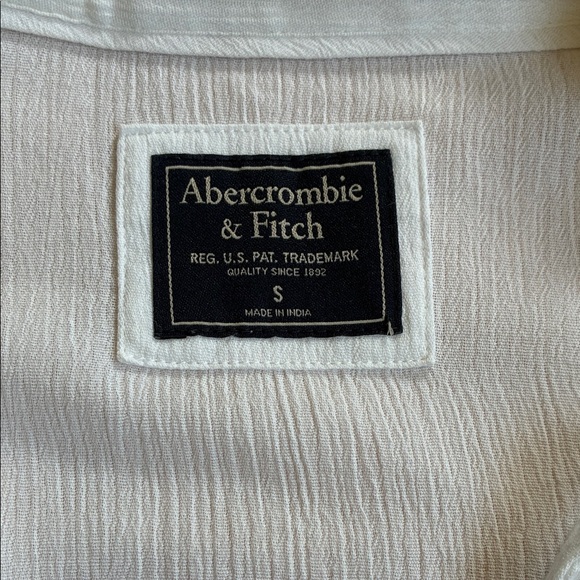 Abercrombie
& Fitch
REG. U.S. PAT. TRADEMARK
QUALITY SINCE 1892
S
MADE IN INDIA